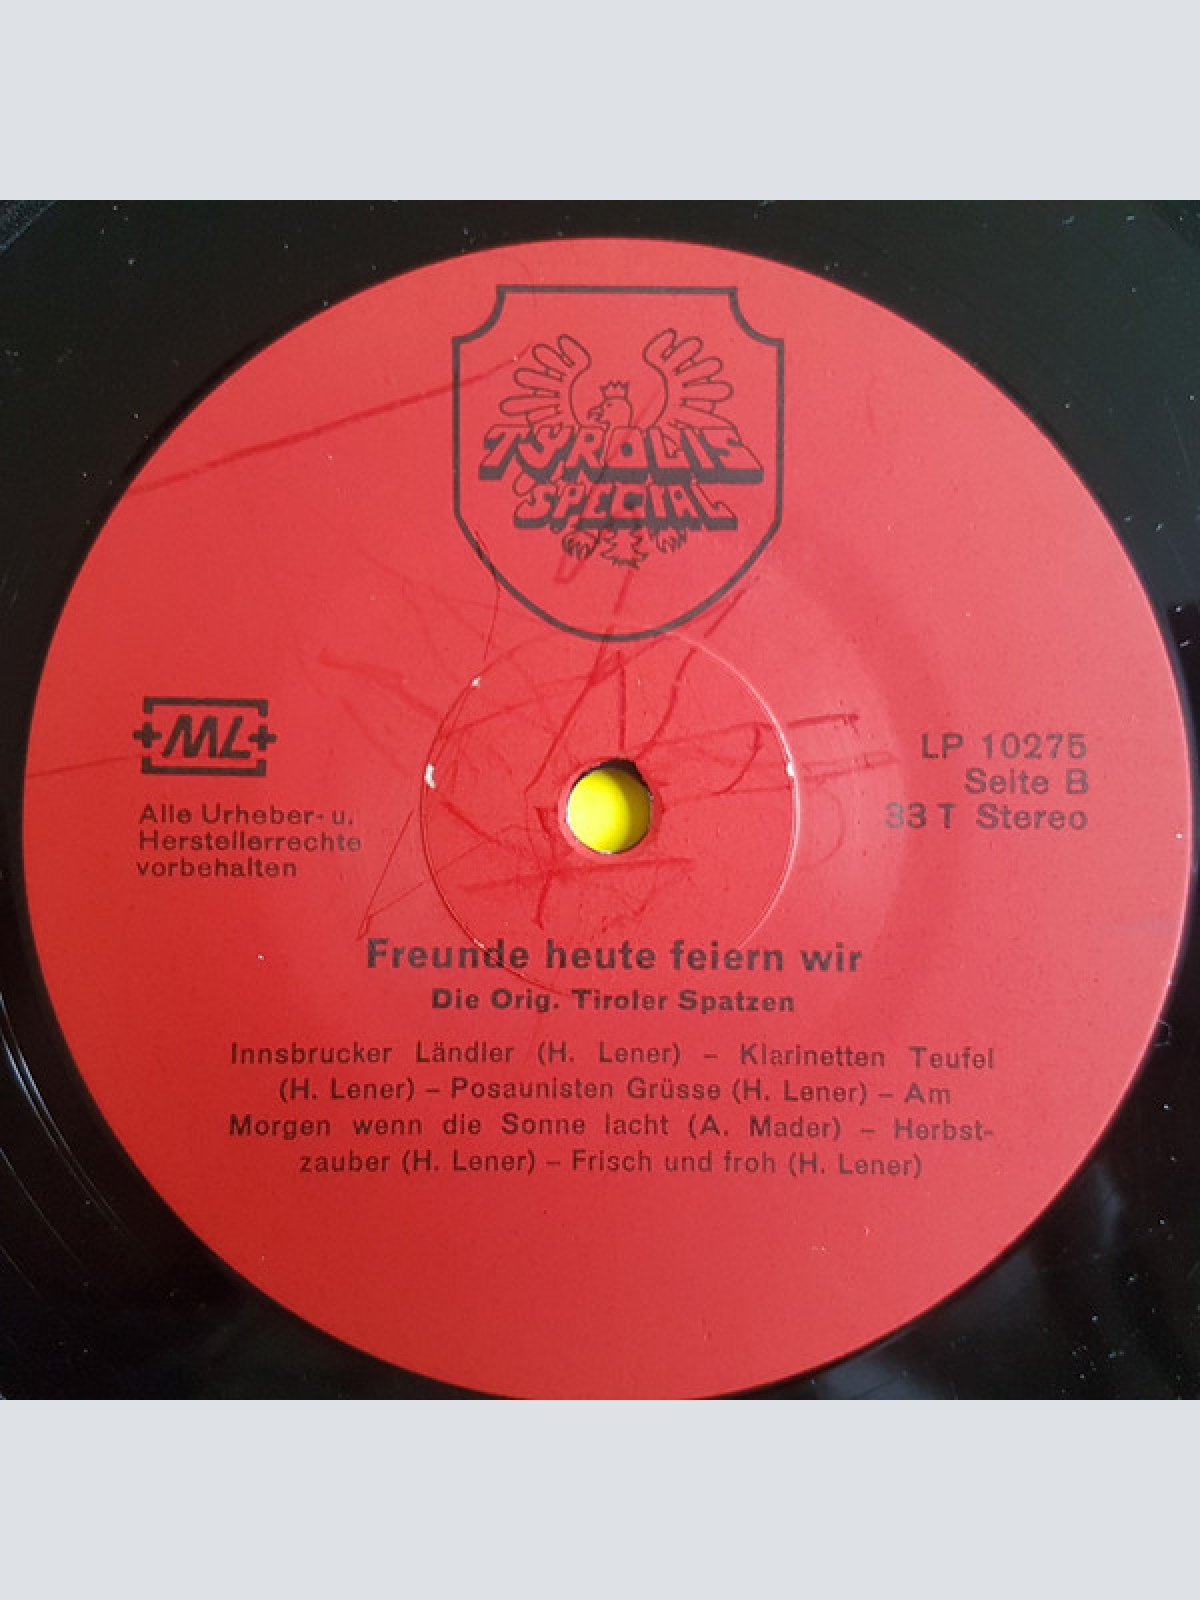 TYROLIS
SPECIAL
ML
Alle Urheber- u.
Herstellerrechte
vorbehalten
LP 10275
Seite B
33 T Stereo
Freunde heute feiern wir
Die Orig. Tiroler Spatzen
Innsbrucker Ländler (H. Lener) – Klarinetten Teufel
(H. Lener) – Posaunisten Grüsse (H. Lener) – Am
Morgen wenn die Sonne lacht (A. Mader) – Herbst-
zauber (H. Lener) – Frisch und froh (H. Lener)